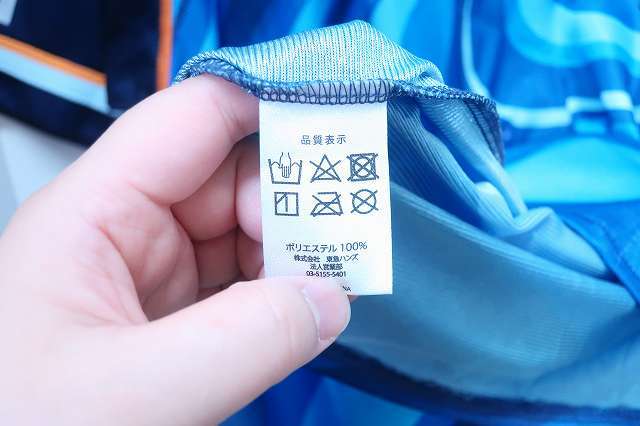 品質表示
ポリエステル 100%
株式会社 東急ハンズ
法人営業部
03-5155-5401
NA